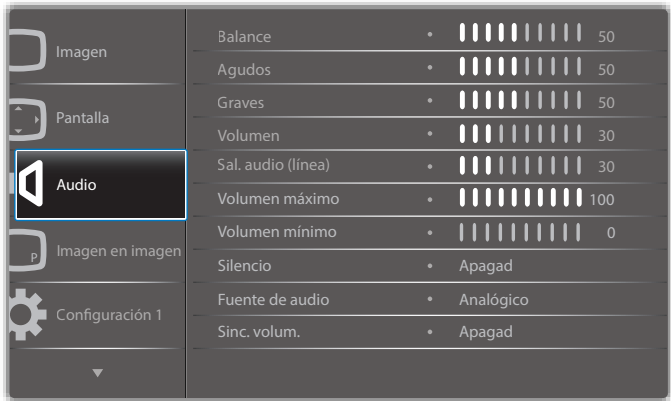 Imagen
Pantalla
Audio
P
Imagen en imagen
Configuración 1
Balance • 50
Agudos • 50
Graves • 50
Volumen • 30
Sal. audio (línea) • 30
Volumen máximo • 100
Volumen mínimo • 0
Silencio • Apagad
Fuente de audio • Analógico
Sinc. volum. • Apagad